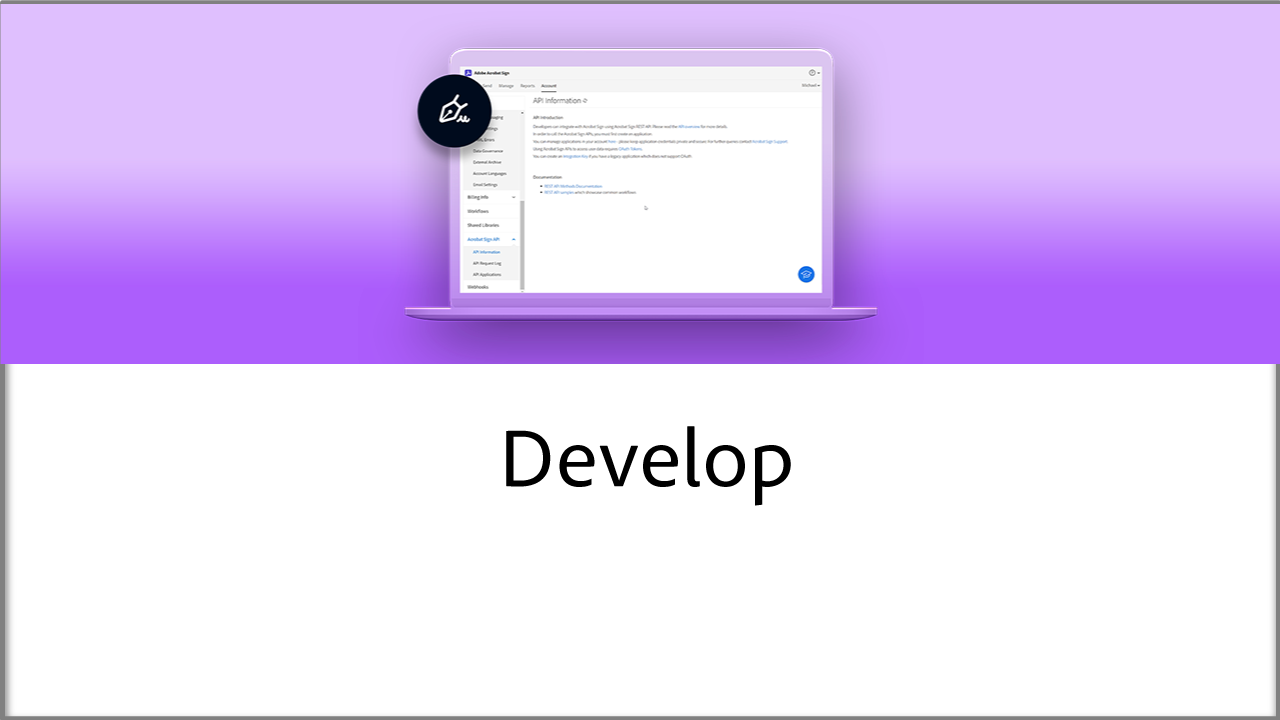 Adobe Acrobat Sign
Send Manage Reports Account
Michael
API Information
API Introduction
Developers can integrate with Acrobat Sign using Acrobat Sign REST API. Please read the API overview for more details.
In order to call the Acrobat Sign APIs, you must first create an application
You can manage applications in your account here - please keep application credentials private and secure. For further queries contact Acrobat Sign Support.
Using Acrobat Sign APIs to access user data requires OAuth Tokens.
You can create an Integration Key if you have a legacy application which does not support OAuth.
Documentation
REST API Methods Documentation
REST API samples which showcase common workflows.
Data Governance
External Archive
Account Languages
Email Settings
Billing Info
Workflows
Shared Libraries
Acrobat Sign API
API Information
API Request Log
API Applications
Webhooks
Develop